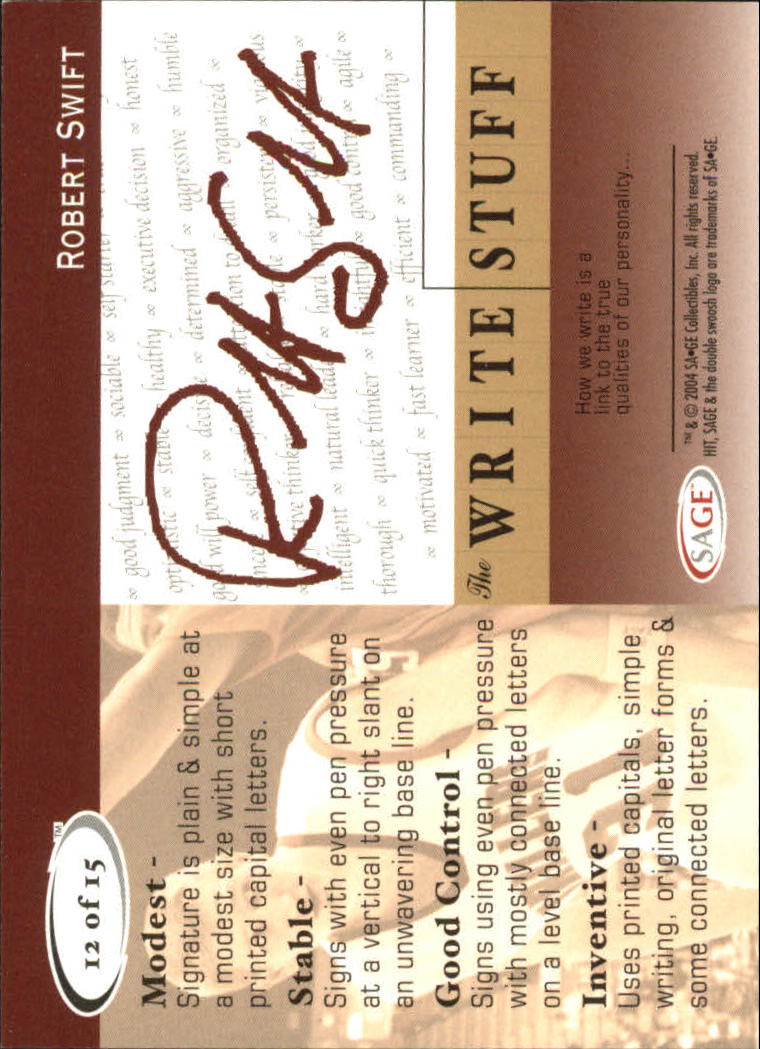 12 of 15
TM
ROBERT SWIFT
Modest -
Signature is plain & simple at
a modest size with short
printed capital letters.
Stable -
Signs with even pen pressure
at a vertical to right slant on
an unwavering base line.
Good Control -
Signs using even pen pressure
with mostly connected letters
on a level base line.
Inventive -
Uses printed capitals, simple
writing, original letter forms &
some connected letters.
∞ good judgment ∞ sociable ∞ self starter
optimistic ∞ stable healthy ∞ executive decision ∞ honest
good will power ∞ decisive ∞ determined ∞ aggressive ∞ humble
organized ∞
thinker persistent
intelligent ∞ natural leader ∞ hard worker
thorough ∞ quick thinker ∞ good control ∞ agile ∞
∞ motivated ∞ fast learner ∞ efficient ∞ commanding ∞
The WRITE STUFF
How we write is a
link to the true
qualities of our personality...
SAGE
™ & © 2004 SA•GE Collectibles, Inc. All rights reserved.
HIT, SAGE & the double swoosh logo are trademarks of SA•GE.